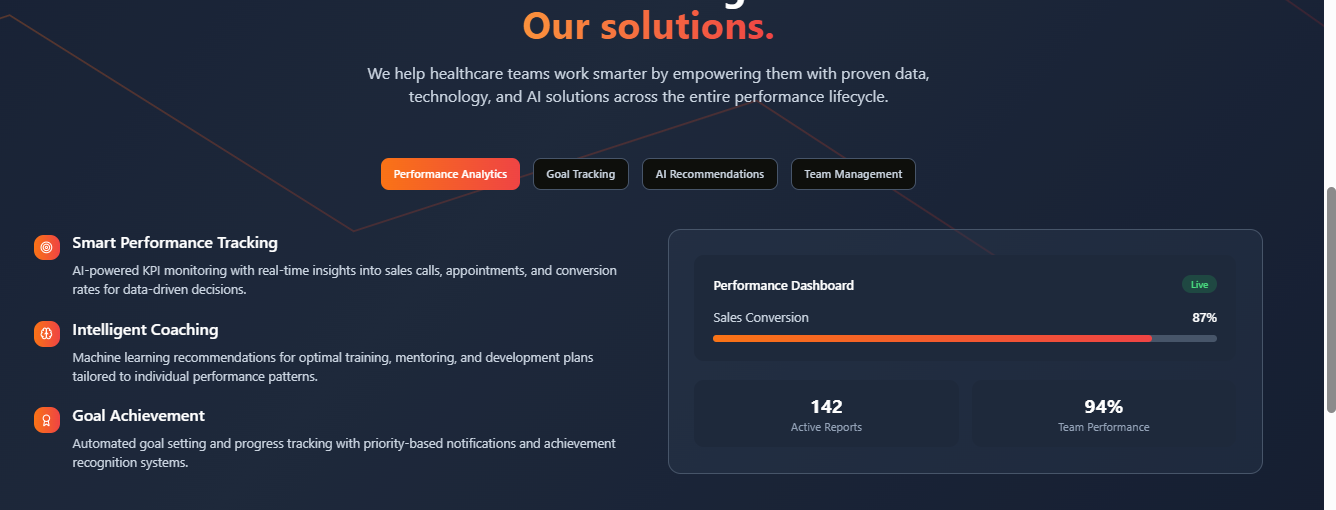 Our solutions.
We help healthcare teams work smarter by empowering them with proven data,
technology, and AI solutions across the entire performance lifecycle.
Performance Analytics
Goal Tracking
AI Recommendations
Team Management
Smart Performance Tracking
AI-powered KPI monitoring with real-time insights into sales calls, appointments, and conversion
rates for data-driven decisions.
Intelligent Coaching
Machine learning recommendations for optimal training, mentoring, and development plans
tailored to individual performance patterns.
Goal Achievement
Automated goal setting and progress tracking with priority-based notifications and achievement
recognition systems.
Performance Dashboard
Live
Sales Conversion
87%
142
Active Reports
94%
Team Performance